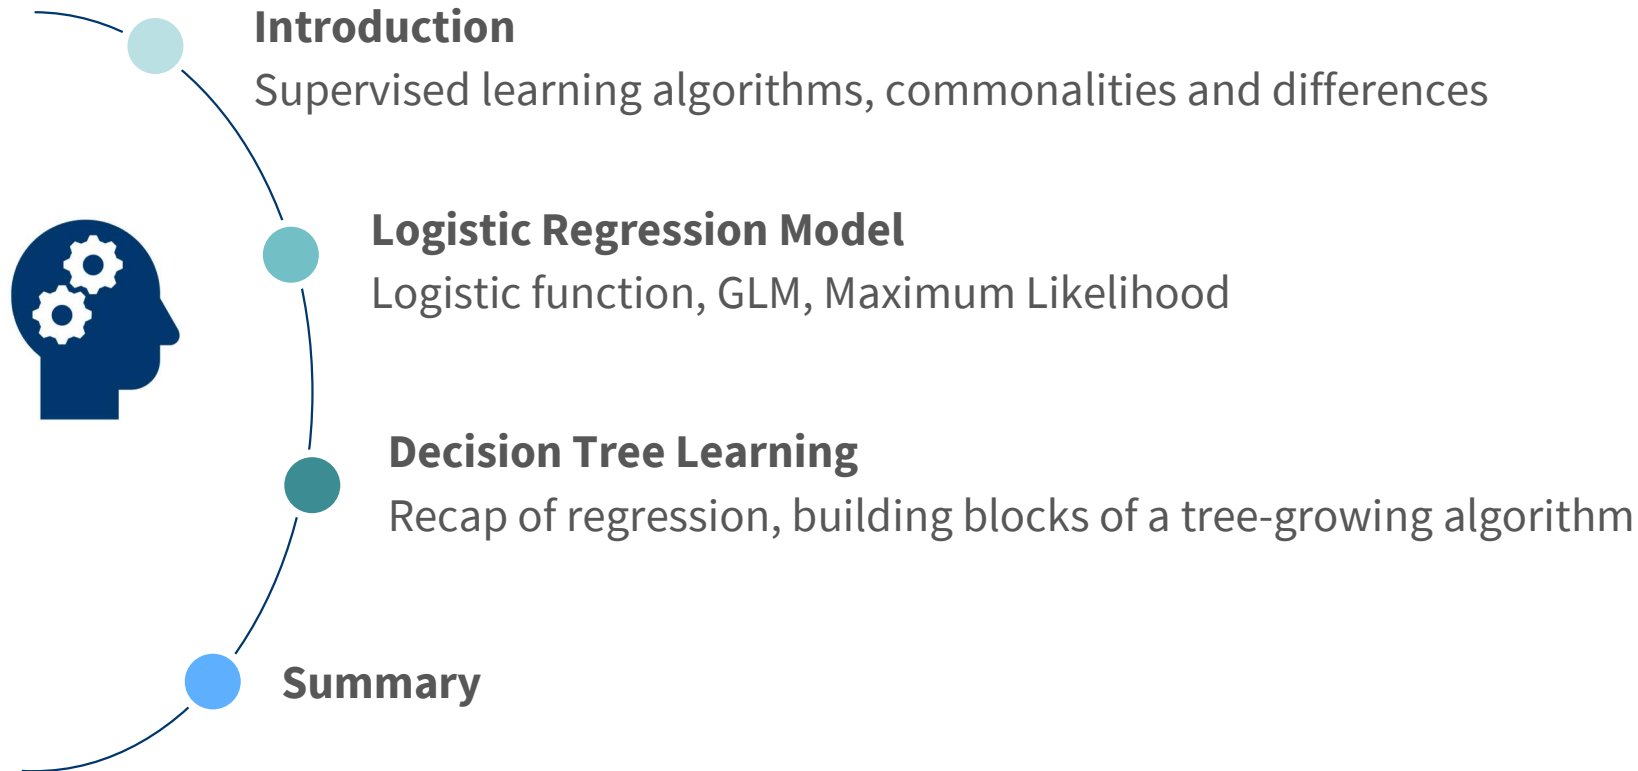 Introduction
Supervised learning algorithms, commonalities and differences
Logistic Regression Model
Logistic function, GLM, Maximum Likelihood
Decision Tree Learning
Recap of regression, building blocks of a tree-growing algorithm
Summary